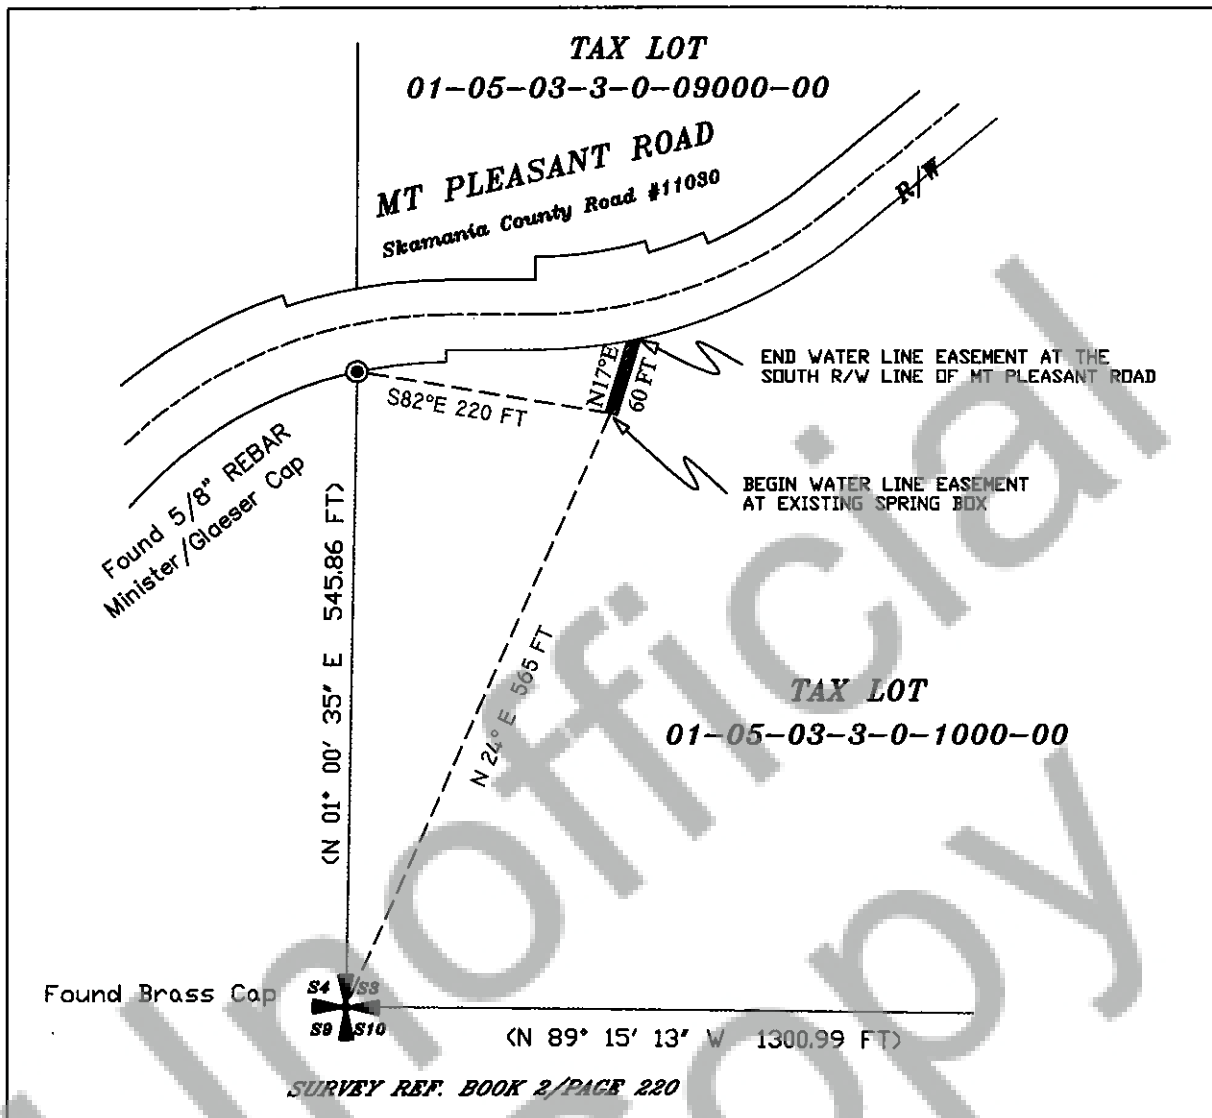 TAX LOT
01-05-03-3-0-09000-00
MT PLEASANT ROAD
Skamania County Road #11030
R/W
END WATER LINE EASEMENT AT THE
SOUTH R/W LINE OF MT PLEASANT ROAD
N17°E
60 FT
S82°E 220 FT
BEGIN WATER LINE EASEMENT
AT EXISTING SPRING BOX
Found 5/8" REBAR
Minister/Glaeser Cap
(N 01° 00' 35" E 545.86 FT)
N 24° E 565 FT
TAX LOT
01-05-03-3-0-1000-00
Found Brass Cap
S4 S3
S9 S10
(N 89° 15' 13" W 1300.99 FT)
SURVEY REF. BOOK 2/PAGE 220
Unofficial
Copy